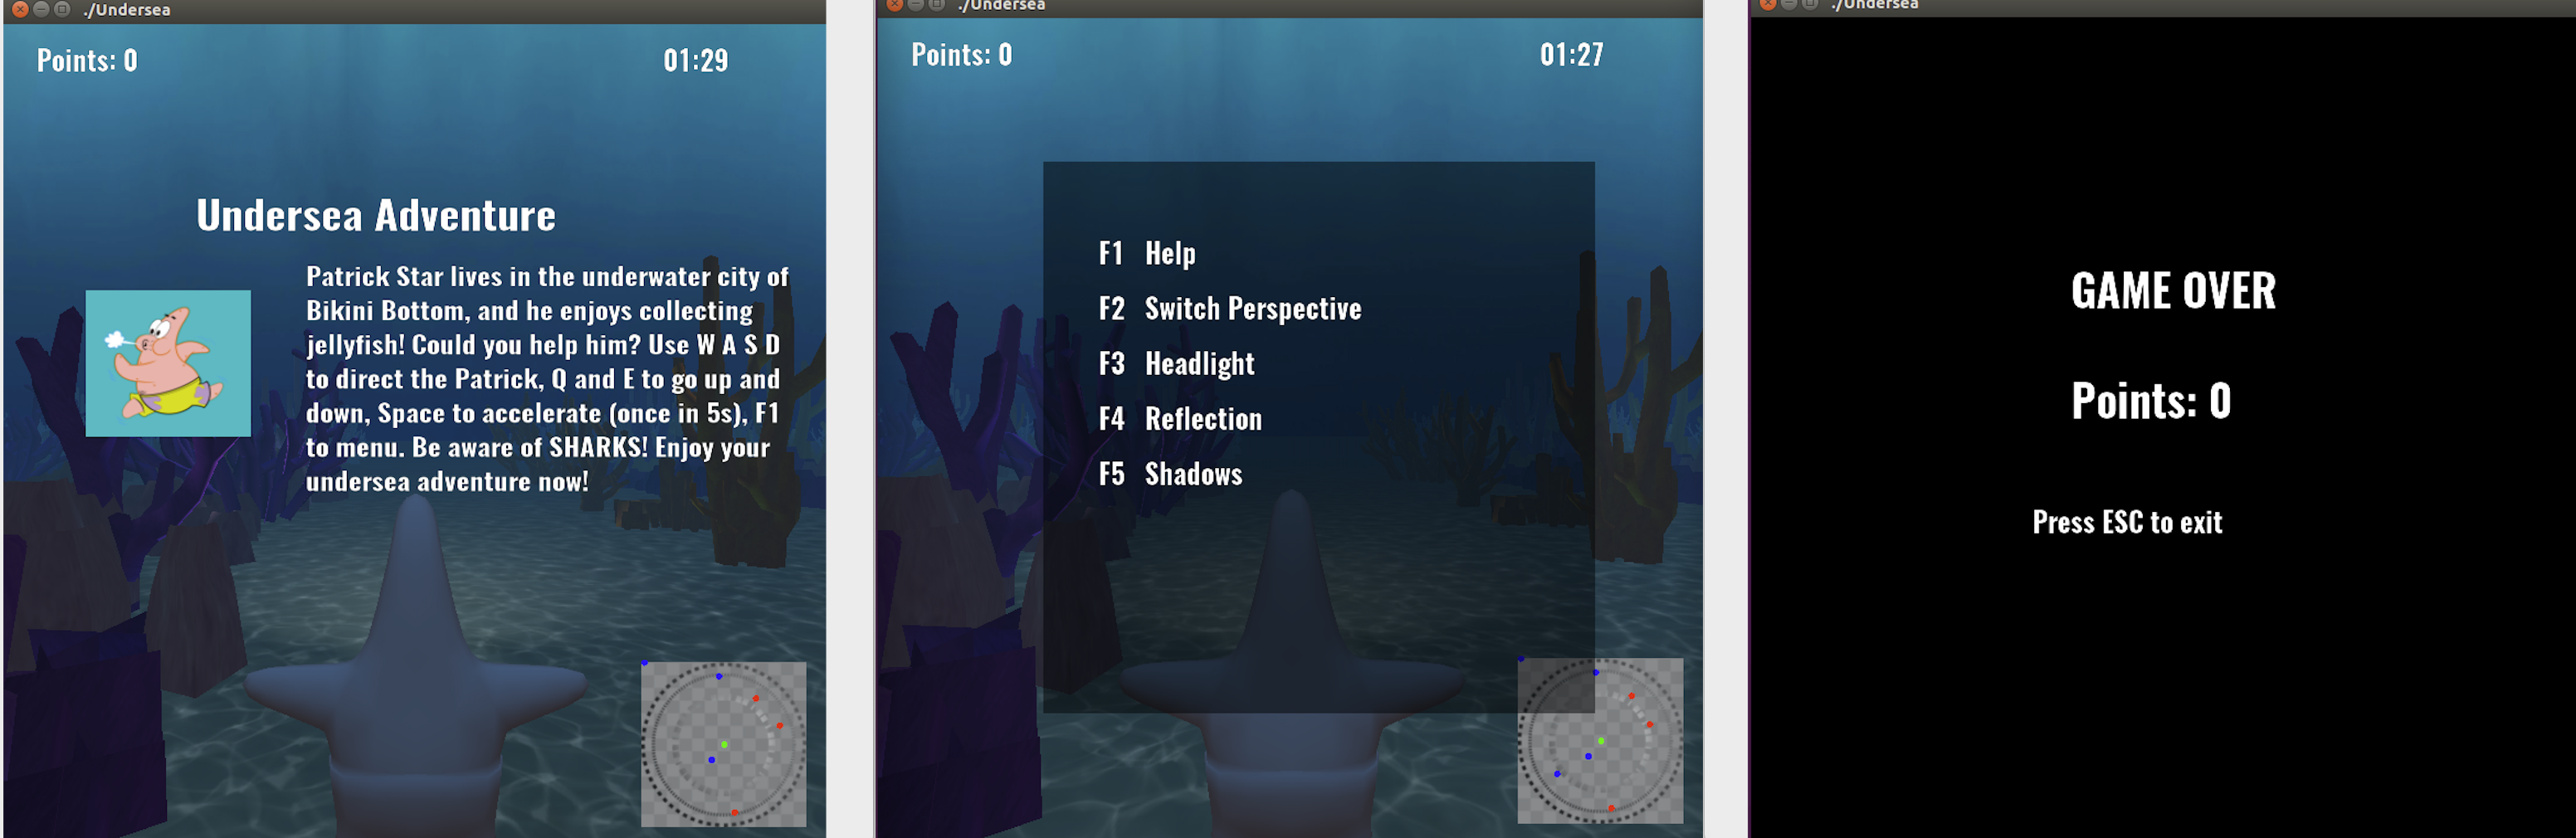 ./Undersea
Points: 0
01:29
Undersea Adventure
Patrick Star lives in the underwater city of
Bikini Bottom, and he enjoys collecting
jellyfish! Could you help him? Use W A S D
to direct the Patrick, Q and E to go up and
down, Space to accelerate (once in 5s), F1
to menu. Be aware of SHARKS! Enjoy your
undersea adventure now!
./Undersea
Points: 0
01:27
F1 Help
F2 Switch Perspective
F3 Headlight
F4 Reflection
F5 Shadows
./Undersea
GAME OVER
Points: 0
Press ESC to exit